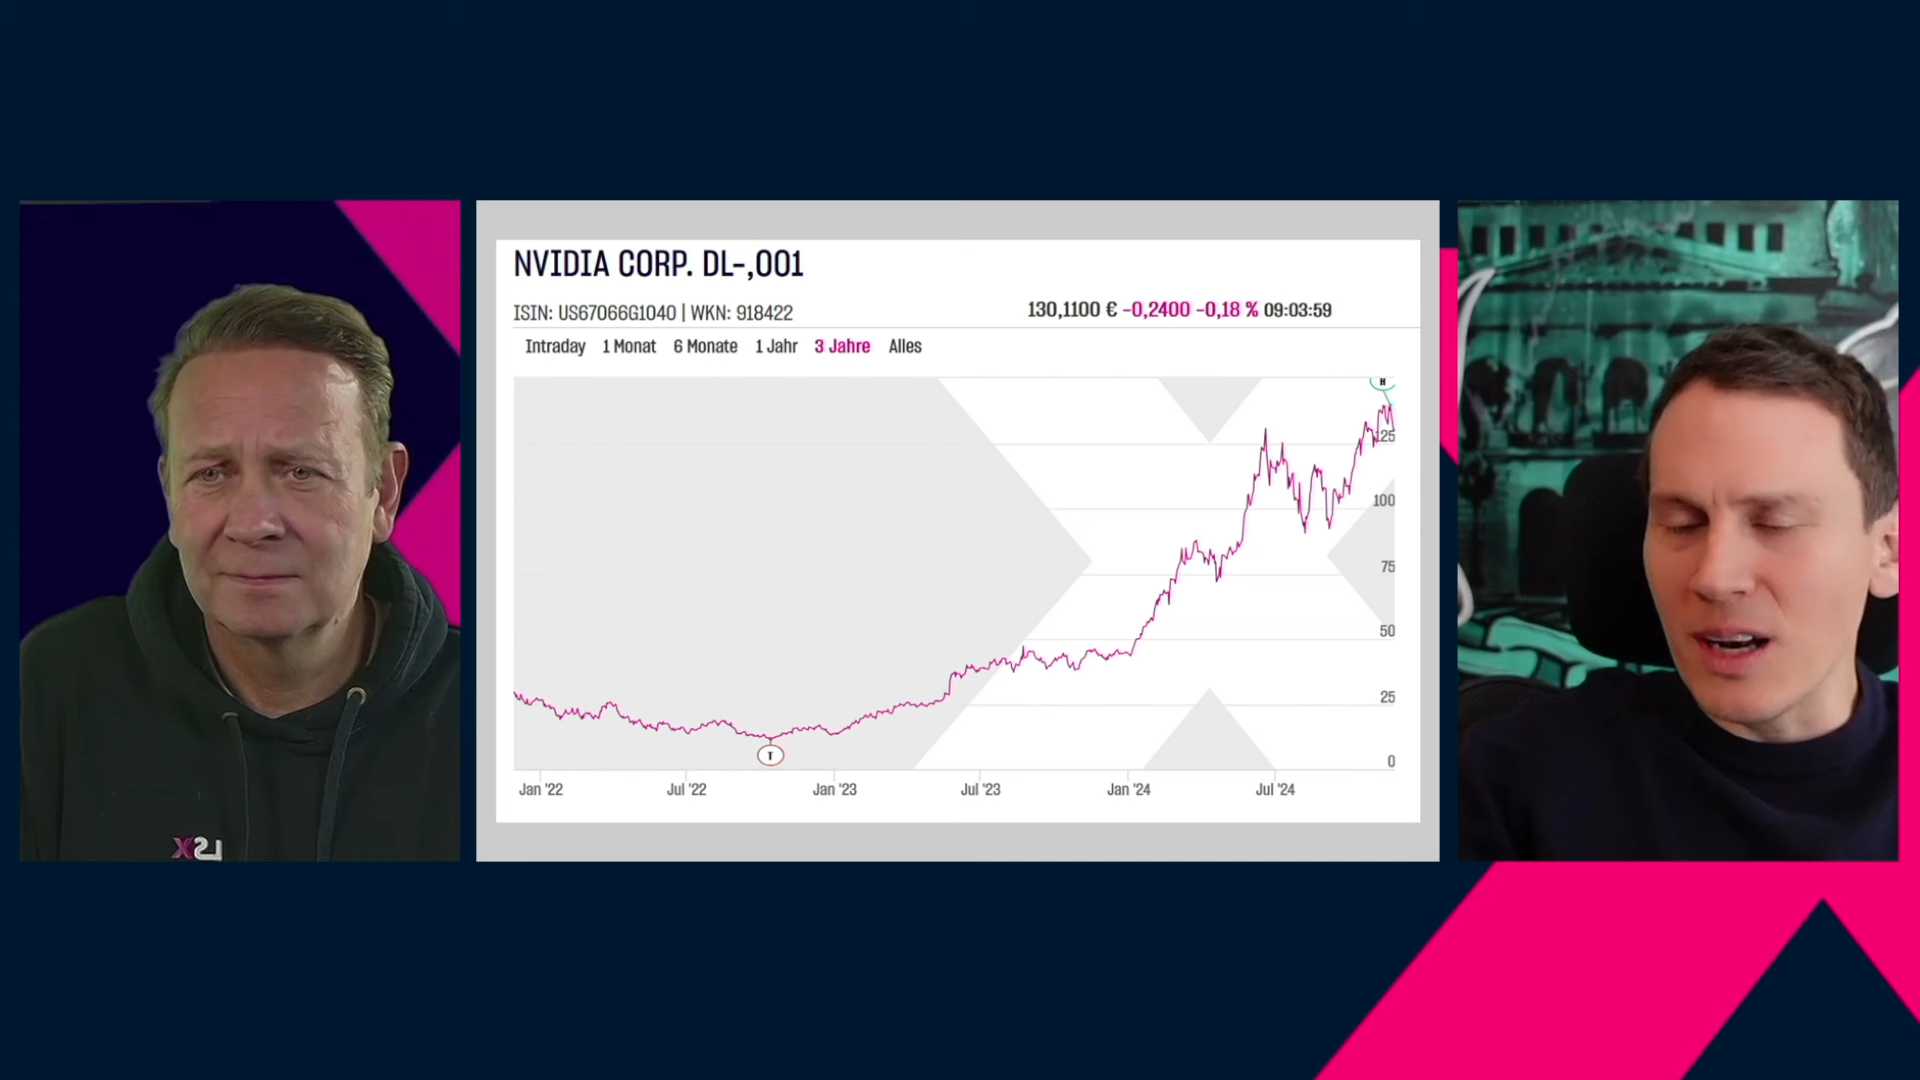 NVIDIA CORP. DL-,001
ISIN: US67066G1040 | WKN: 918422
130,1100 € -0,2400 -0,18 % 09:03:59
Intraday 1 Monat 6 Monate 1 Jahr 3 Jahre Alles
H
125
100
75
50
25
0
T
Jan '22 Jul '22 Jan '23 Jul '23 Jan '24 Jul '24
LSX